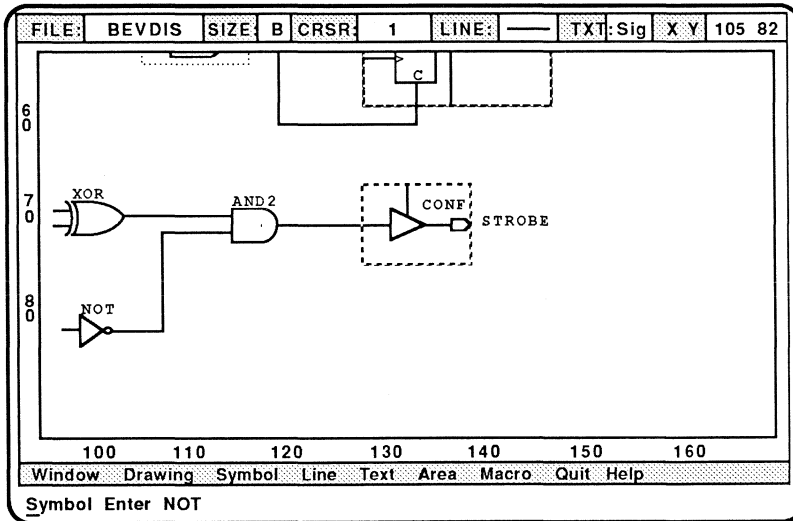 FILE: BEVDIS SIZE: B CRSR: 1 LINE: TXT:Sig X Y 105 82
C
60
70
XOR
AND2
CONF
STROBE
80
NOT
100 110 120 130 140 150 160
Window Drawing Symbol Line Text Area Macro Quit Help
Symbol Enter NOT